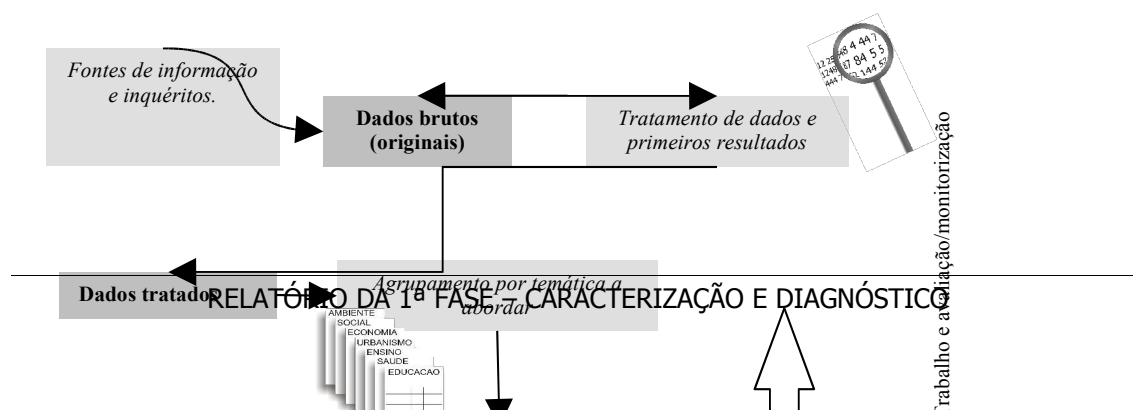 Fontes de informação
e inquéritos.
Dados brutos
(originais)
Tratamento de dados e
primeiros resultados
Dados tratados
Agrupamento por temática a
abordar
RELATÓRIO DA 1ª FASE – CARACTERIZAÇÃO E DIAGNÓSTICO
AMBIENTE
SOCIAL
ECONOMIA
URBANISMO
ENSINO
SAUDE
EDUCACAO
Trabalho e avaliação/monitorização